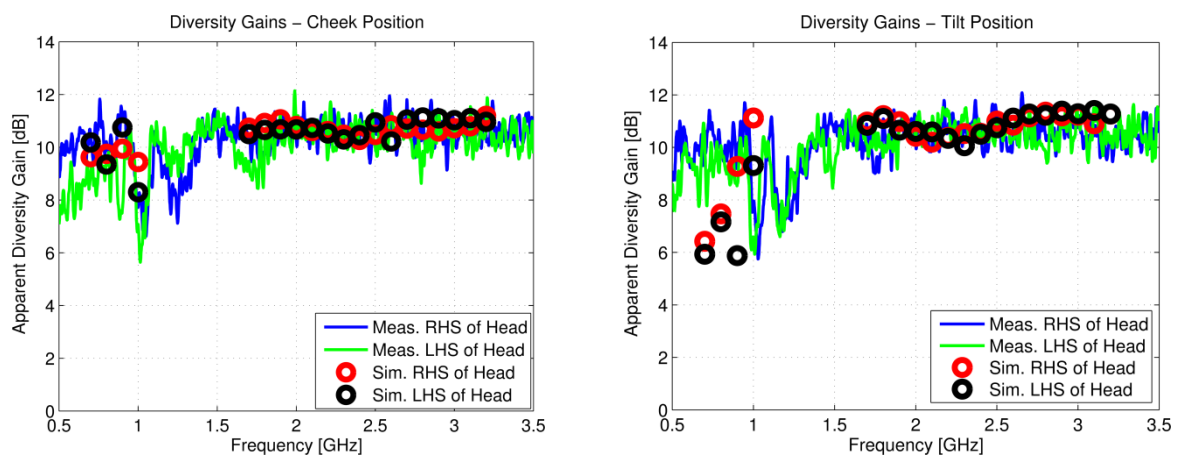 Diversity Gains – Cheek Position
14
12
10
8
6
4
2
0
Apparent Diversity Gain [dB]
Meas. RHS of Head
Meas. LHS of Head
Sim. RHS of Head
Sim. LHS of Head
0.5 1 1.5 2 2.5 3 3.5
Frequency [GHz]
Diversity Gains – Tilt Position
14
12
10
8
6
4
2
0
Apparent Diversity Gain [dB]
Meas. RHS of Head
Meas. LHS of Head
Sim. RHS of Head
Sim. LHS of Head
0.5 1 1.5 2 2.5 3 3.5
Frequency [GHz]